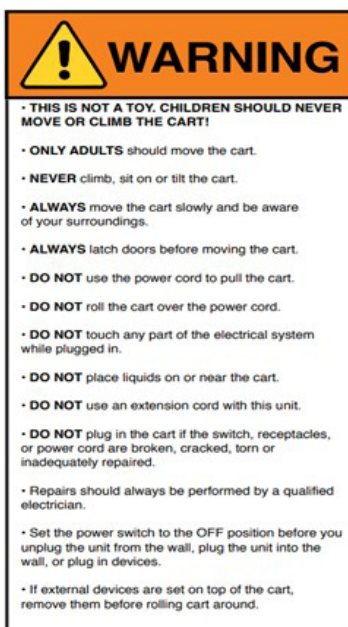 WARNING
• THIS IS NOT A TOY. CHILDREN SHOULD NEVER
MOVE OR CLIMB THE CART!
• ONLY ADULTS should move the cart.
• NEVER climb, sit on or tilt the cart.
• ALWAYS move the cart slowly and be aware
of your surroundings.
• ALWAYS latch doors before moving the cart.
• DO NOT use the power cord to pull the cart.
• DO NOT roll the cart over the power cord.
• DO NOT touch any part of the electrical system
while plugged in.
• DO NOT place liquids on or near the cart.
• DO NOT use an extension cord with this unit.
• DO NOT plug in the cart if the switch, receptacles,
or power cord are broken, cracked, torn or
inadequately repaired.
• Repairs should always be performed by a qualified
electrician.
• Set the power switch to the OFF position before you
unplug the unit from the wall, plug the unit into the
wall, or plug in devices.
• If external devices are set on top of the cart,
remove them before rolling cart around.